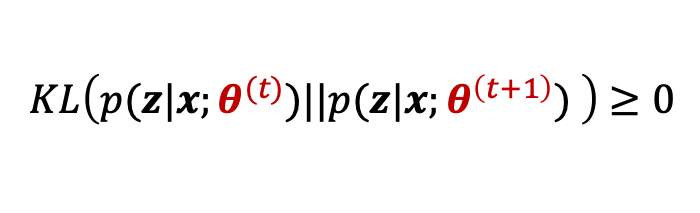 KL(p(z|x; θ^(t))||p(z|x; θ^(t+1)) ) ≥ 0